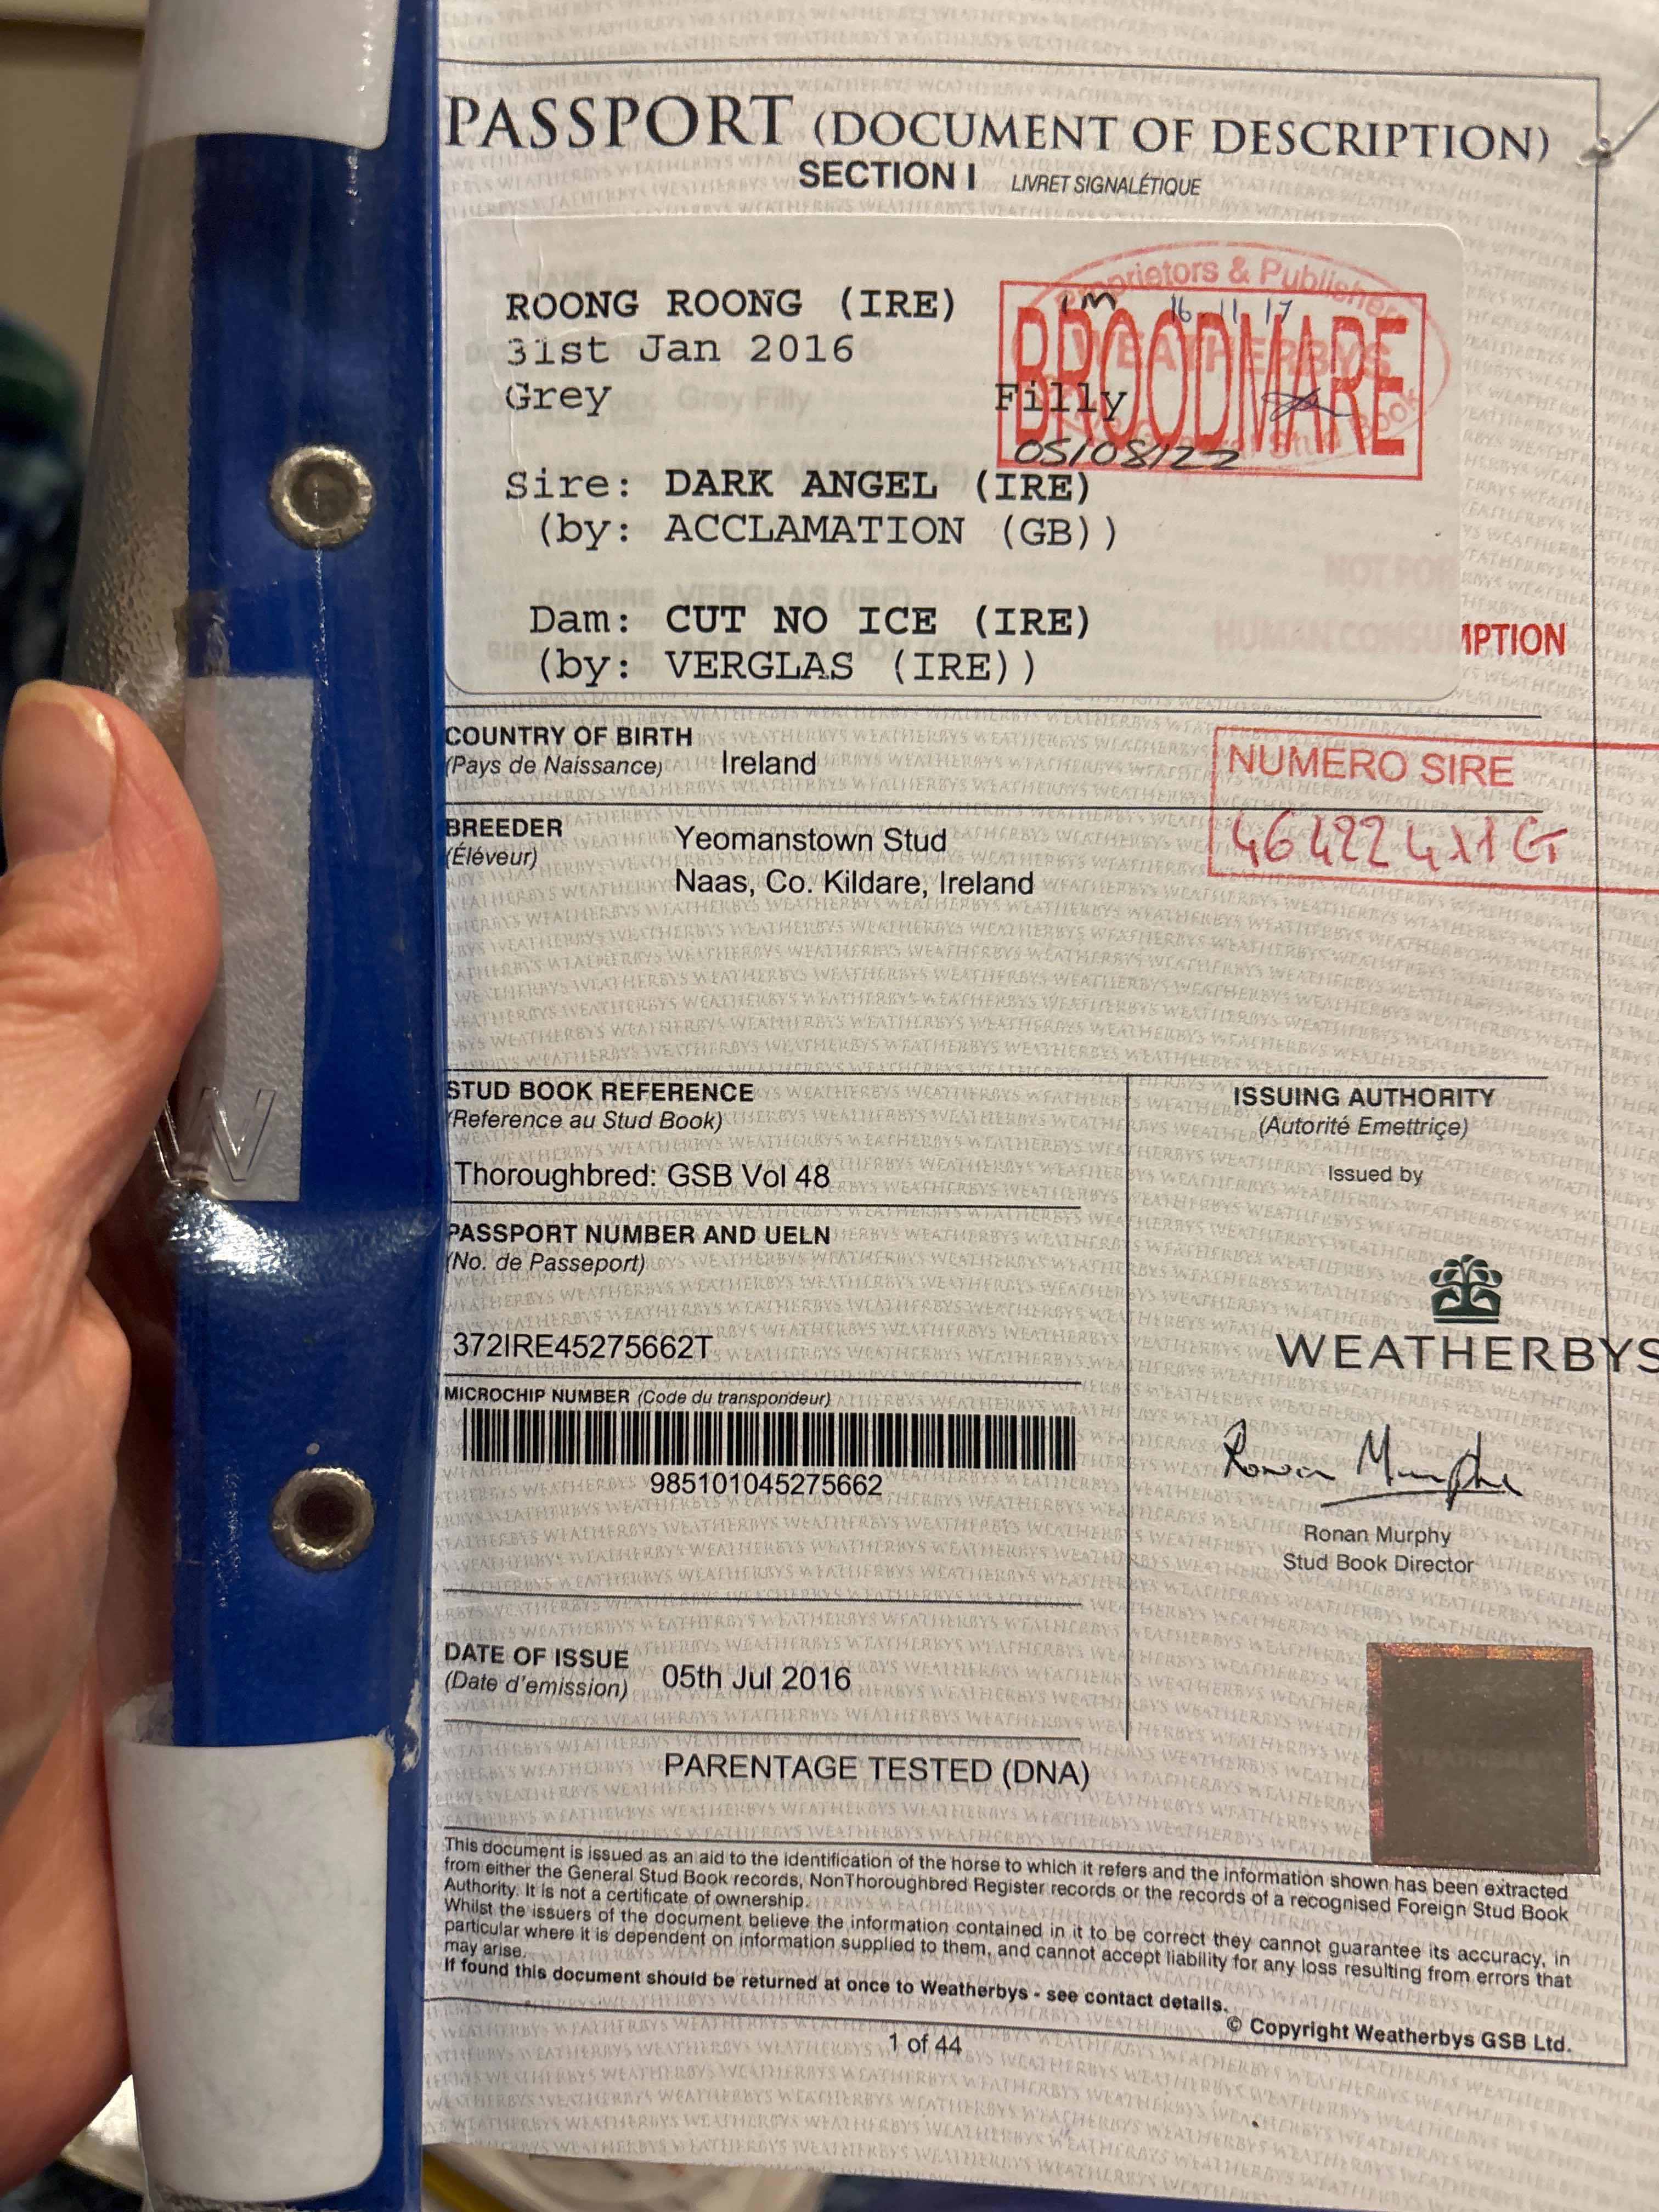 PASSPORT (DOCUMENT OF DESCRIPTION)
SECTION I LIVRET SIGNALÉTIQUE
Proprietors & Publishers
WEATHERBYS
Stud Book
16-11-17
BROODMARE
05/08/22
ROONG ROONG (IRE)
31st Jan 2016
Grey Filly
Grey Filly
Sire: DARK ANGEL (IRE)
(by: ACCLAMATION (GB))
NOT FOR
HUMAN CONSUMPTION
Dam: CUT NO ICE (IRE)
(by: VERGLAS (IRE))
COUNTRY OF BIRTH
(Pays de Naissance) Ireland
NUMERO SIRE
BREEDER
(Éléveur)
Yeomanstown Stud
Naas, Co. Kildare, Ireland
STUD BOOK REFERENCE
(Reference au Stud Book)
Thoroughbred: GSB Vol 48
PASSPORT NUMBER AND UELN
(No. de Passeport)
372IRE45275662T
MICROCHIP NUMBER (Code du transpondeur)
985101045275662
ISSUING AUTHORITY
(Autorité Emettriçe)
Issued by
WEATHERBYS
Ronan Murphy
Ronan Murphy
Stud Book Director
DATE OF ISSUE
(Date d'emission) 05th Jul 2016
PARENTAGE TESTED (DNA)
This document is issued as an aid to the identification of the horse to which it refers and the information shown has been extracted
from either the General Stud Book records, NonThoroughbred Register records or the records of a recognised Foreign Stud Book
Authority. It is not a certificate of ownership.
Whilst the issuers of the document believe the information contained in it to be correct they cannot guarantee its accuracy, in
particular where it is dependent on information supplied to them, and cannot accept liability for any loss resulting from errors that
may arise.
If found this document should be returned at once to Weatherbys - see contact details.
© Copyright Weatherbys GSB Ltd.
1 of 44